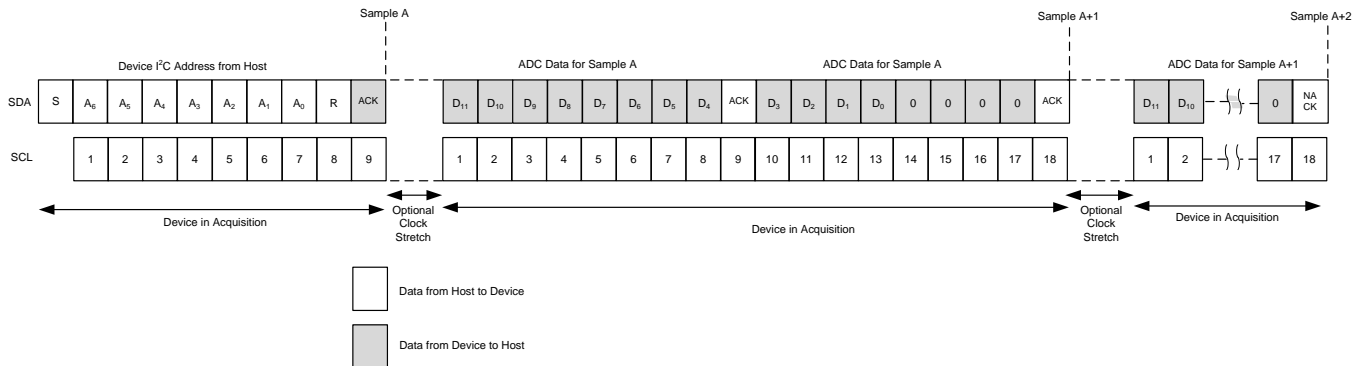 Sample A
Sample A+1
Sample A+2
Device I²C Address from Host
ADC Data for Sample A
ADC Data for Sample A
ADC Data for Sample A+1
SDA S A₆ A₅ A₄ A₃ A₂ A₁ A₀ R ACK D₁₁ D₁₀ D₉ D₈ D₇ D₆ D₅ D₄ ACK D₃ D₂ D₁ D₀ 0 0 0 0 ACK D₁₁ D₁₀ 0 NA
CK
SCL 1 2 3 4 5 6 7 8 9 1 2 3 4 5 6 7 8 9 10 11 12 13 14 15 16 17 18 1 2 17 18
Device in Acquisition
Optional
Clock
Stretch
Device in Acquisition
Optional
Clock
Stretch
Device in Acquisition
Data from Host to Device
Data from Device to Host